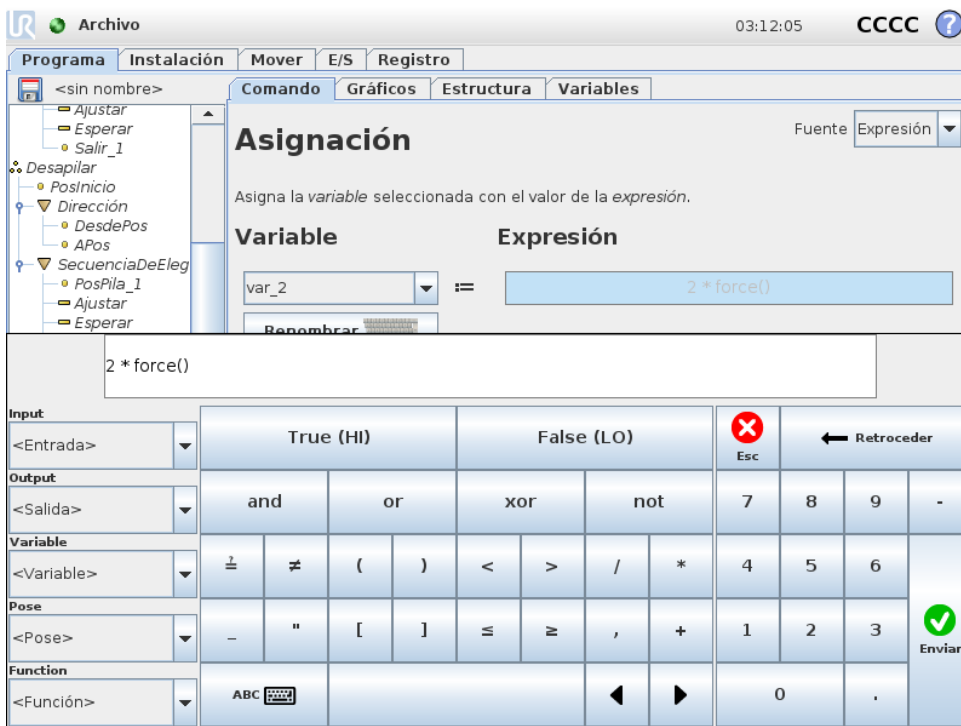 UR Archivo 03:12:05 CCCC ?
Programa Instalación Mover E/S Registro
<sin nombre> Comando Gráficos Estructura Variables
Ajustar
Esperar
Salir_1
Desapilar
PosInicio
Dirección
DesdePos
APos
SecuenciaDeEleg
PosPila_1
Ajustar
Esperar
Asignación
Fuente Expresión
Asigna la variable seleccionada con el valor de la expresión.
Variable Expresión
var_2 := 2 * force()
Renombrar
2 * force()
Input
<Entrada>
Output
<Salida>
Variable
<Variable>
Pose
<Pose>
Function
<Función>
True (HI) False (LO) Esc Retroceder
and or xor not 7 8 9 -
≟ ≠ ( ) < > / * 4 5 6
_ " [ ] ≤ ≥ , + 1 2 3 Enviar
ABC 0 .